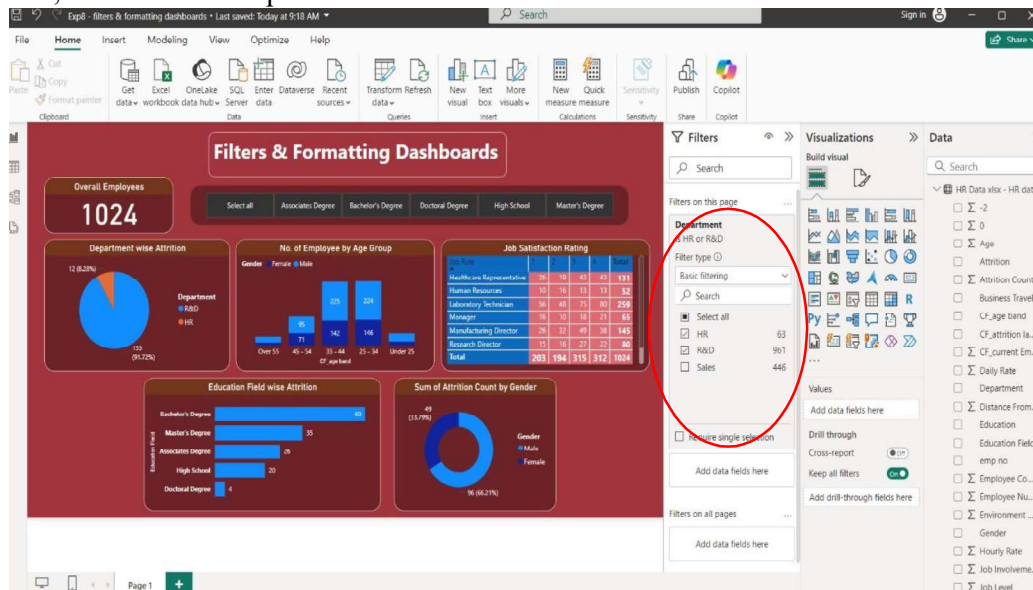 Exp8 - filters & formatting dashboards • Last saved: Today at 9:18 AM
Search
Sign in
File Home Insert Modeling View Optimize Help
Share
Paste
Cut
Copy
Format painter
Get data
Excel workbook
OneLake data hub
SQL Server
Enter data
Dataverse
Recent sources
Transform data
Refresh
New visual
Text box
More visuals
New measure
Quick measure
Sensitivity
Publish
Copilot
Clipboard
Data
Queries
Insert
Calculations
Sensitivity
Share
Copilot
Filters & Formatting Dashboards
Overall Employees
1024
Select all Associates Degree Bachelor's Degree Doctoral Degree High School Master's Degree
Department wise Attrition
12 (8.28%)
133
(91.72%)
Department
R&D
HR
No. of Employee by Age Group
Gender Female Male
95
71
225
142
224
146
Over 55 45 - 54 35 - 44 25 - 34 Under 25
CF_age band
Job Satisfaction Rating
Job Role 1 2 3 4 Total
Healthcare Representative 26 19 43 43 131
Human Resources 10 16 13 13 52
Laboratory Technician 56 48 75 80 259
Manager 16 10 18 21 65
Manufacturing Director 26 32 49 38 145
Research Director 15 16 27 22 80
Total 203 194 315 312 1024
Education Field wise Attrition
Education Field
Bachelor's Degree 60
Master's Degree 35
Associates Degree 26
High School 20
Doctoral Degree 4
Sum of Attrition Count by Gender
49
(33.79%)
96 (66.21%)
Gender
Male
Female
Filters
Search
Filters on this page
Department
is HR or R&D
Filter type
Basic filtering
Search
Select all
HR 63
R&D 961
Sales 446
Require single selection
Add data fields here
Filters on all pages
Add data fields here
Visualizations
Build visual
Values
Add data fields here
Drill through
Cross-report Off
Keep all filters On
Add drill-through fields here
Data
Search
HR Data xlsx - HR dat
-2
0
Age
Attrition
Attrition Count
Business Travel
CF_age band
CF_attrition la...
CF_current Em...
Daily Rate
Department
Distance From...
Education
Education Field
emp no
Employee Co...
Employee Nu...
Environment ...
Gender
Hourly Rate
Job Involveme...
Job Level
Page 1